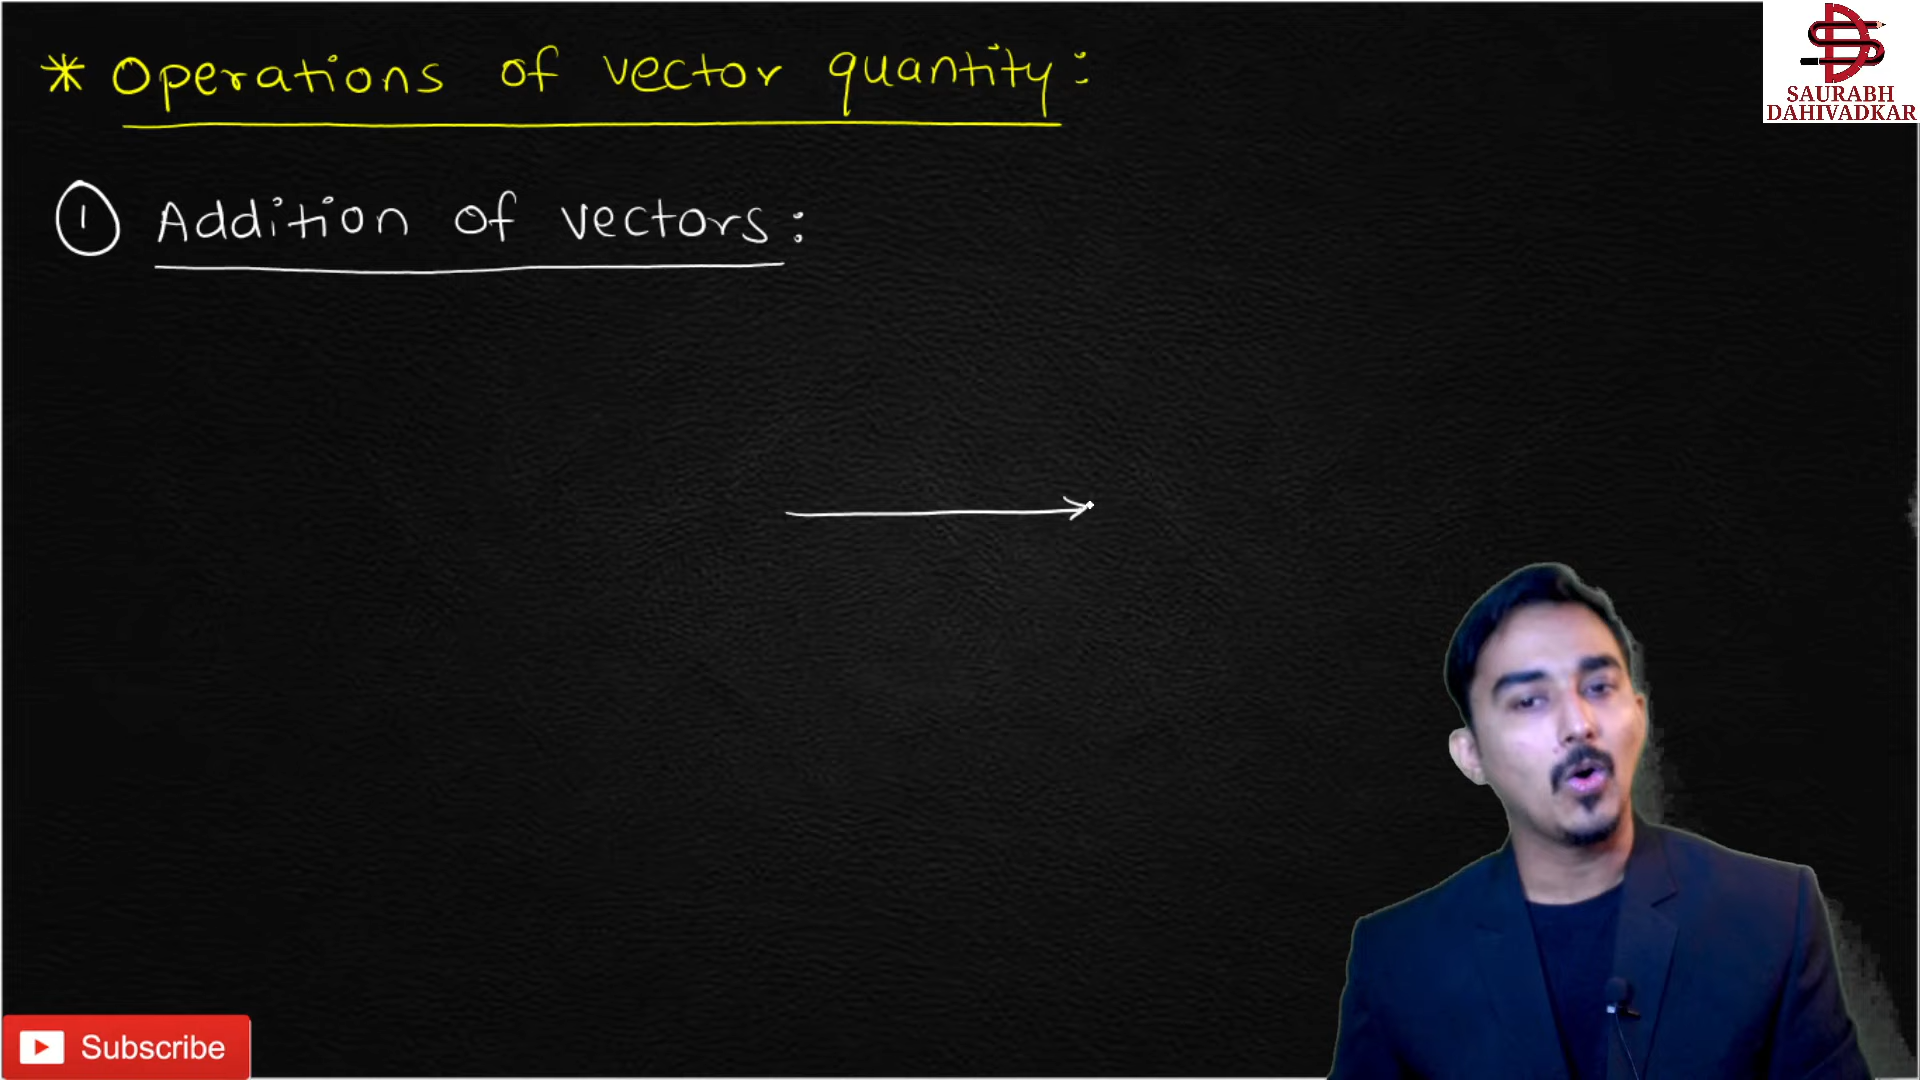 * Operations of vector quantity:
SAURABH
DAHIVADKAR
① Addition of vectors:
Subscribe